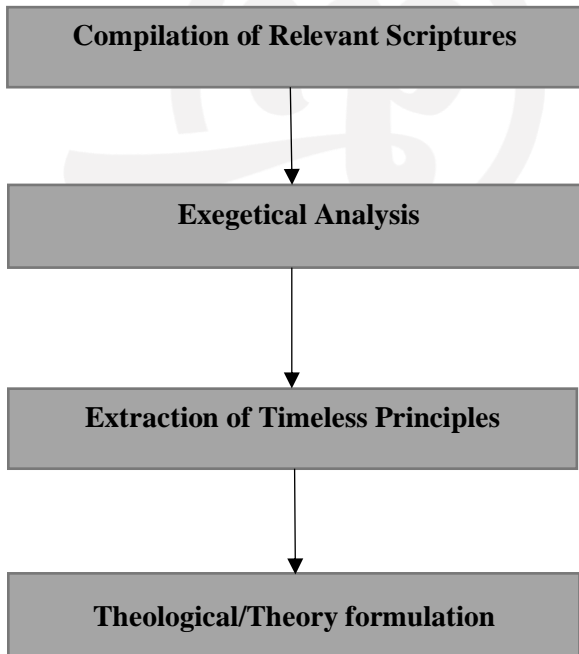 Compilation of Relevant Scriptures
Exegetical Analysis
Extraction of Timeless Principles
Theological/Theory formulation